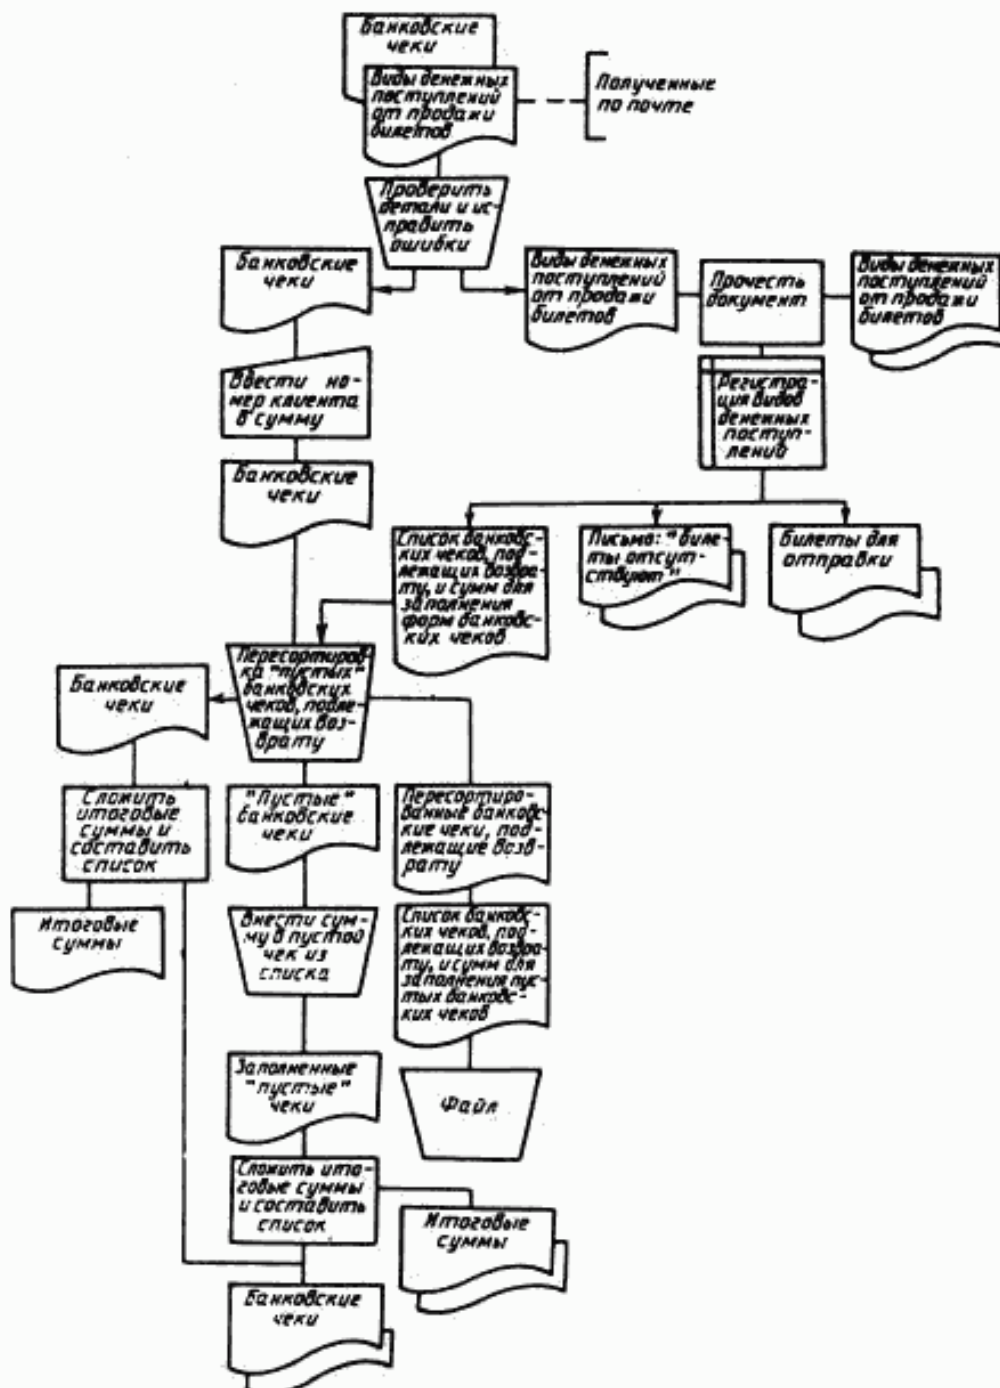 Банковские
чеки
Виды денежных
поступлений
от продажи
билетов
Полученные
по почте
Проверить
детали и ис-
править
ошибки
Банковские
чеки
Виды денежных
поступлений
от продажи
билетов
Прочесть
документ
Виды денежных
поступлений
от продажи
билетов
Ввести но-
мер клиента
в сумму
Регистра-
ция видов
денежных
поступ-
лений
Банковские
чеки
Список банковс-
ких чеков, под-
лежащих возвра-
ту, и сумм для
заполнения
форм банковс-
ких чеков
Письмо: "биле-
ты отсут-
ствуют"
Билеты для
отправки
Пересортиров-
ка "пустых"
банковских
чеков, подле-
жащих воз-
врату
Банковские
чеки
Сложить
итоговые
суммы и
составить
список
"Пустые"
банковские
чеки
Пересортиро-
ванные банковс-
кие чеки, под-
лежащие возв-
рату
Итоговые
суммы
Внести сум-
му в пустой
чек из
списка
Список банковс-
ких чеков, под-
лежащих возвра-
ту, и сумм для
заполнения пус-
тых банковс-
ких чеков
Заполненные
"пустые"
чеки
Файл
Сложить ито-
говые суммы
и составить
список
Итоговые
суммы
Банковские
чеки